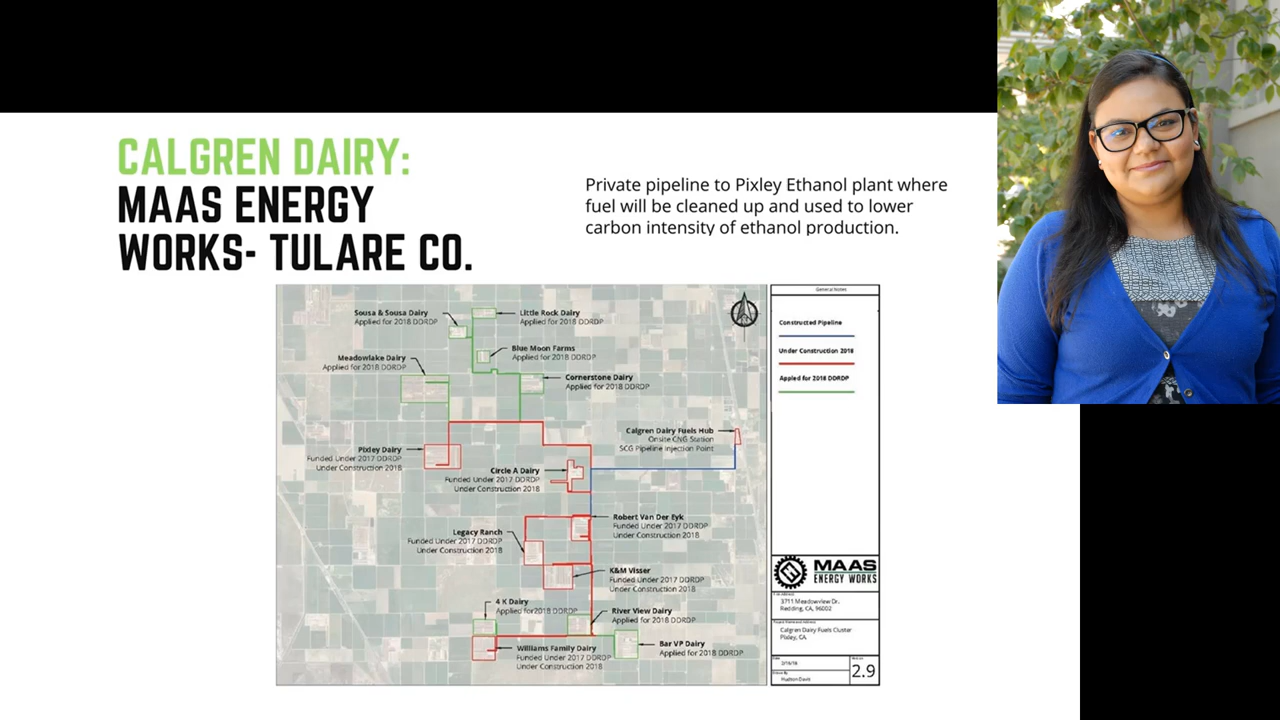 CALGREN DAIRY:
MAAS ENERGY
WORKS- TULARE CO.
Private pipeline to Pixley Ethanol plant where
fuel will be cleaned up and used to lower
carbon intensity of ethanol production.
Sousa & Sousa Dairy
Applied for 2018 DDRDP
Little Rock Dairy
Applied for 2018 DDRDP
Blue Moon Farms
Applied for 2018 DDRDP
Meadowlake Dairy
Applied for 2018 DDRDP
Cornerstone Dairy
Applied for 2018 DDRDP
Calgren Dairy Fuels Hub
Onsite CNG Station
SCG Pipeline Injection Point
Pixley Dairy
Funded Under 2017 DDRDP
Under Construction 2018
Circle A Dairy
Funded Under 2017 DDRDP
Under Construction 2018
Robert Van Der Eyk
Funded Under 2017 DDRDP
Under Construction 2018
Legacy Ranch
Funded Under 2017 DDRDP
Under Construction 2018
K&M Visser
Funded Under 2017 DDRDP
Under Construction 2018
4 K Dairy
Applied for2018 DDRDP
River View Dairy
Applied for 2018 DDRDP
Williams Family Dairy
Funded Under 2017 DDRDP
Under Construction 2018
Bar VP Dairy
Applied for 2018 DDRDP
General Notes
Constructed Pipeline
Under Construction 2018
Appled for 2018 DDRDP
MAAS
ENERGY WORKS
3711 Meadowview Dr.
Redding, CA, 96002
Calgren Dairy Fuels Cluster
Pixley, CA
Hudson Davis
2.9